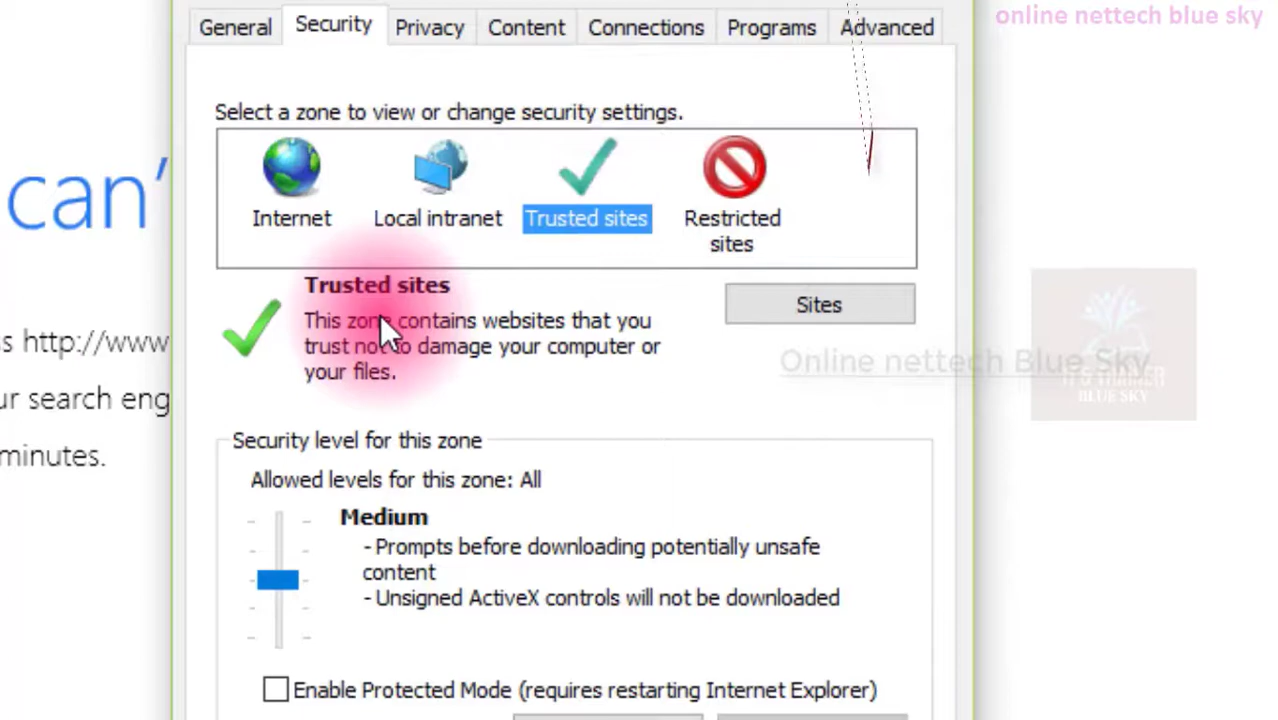 online nettech blue sky
General Security Privacy Content Connections Programs Advanced
Select a zone to view or change security settings.
Internet Local intranet Trusted sites Restricted
sites
can'
Trusted sites
Sites
This zone contains websites that you
trust not to damage your computer or
your files.
s http://www
ur search eng
minutes.
Online nettech Blue Sky
BLUE SKY
Security level for this zone
Allowed levels for this zone: All
Medium
- Prompts before downloading potentially unsafe
content
- Unsigned ActiveX controls will not be downloaded
Enable Protected Mode (requires restarting Internet Explorer)